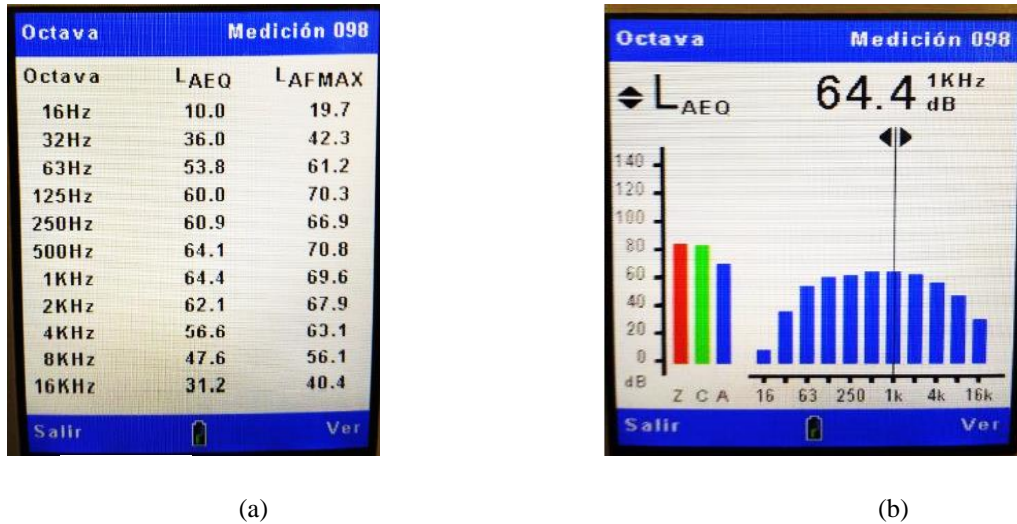 Octava Medición 098
Octava LAEQ LAFMAX
16Hz 10.0 19.7
32Hz 36.0 42.3
63Hz 53.8 61.2
125Hz 60.0 70.3
250Hz 60.9 66.9
500Hz 64.1 70.8
1KHz 64.4 69.6
2KHz 62.1 67.9
4KHz 56.6 63.1
8KHz 47.6 56.1
16KHz 31.2 40.4
Salir Ver
(a)
Octava Medición 098
LAEQ 64.4 1KHz dB
140
120
100
80
60
40
20
0
dB
Z C A 16 63 250 1k 4k 16k
Salir Ver
(b)